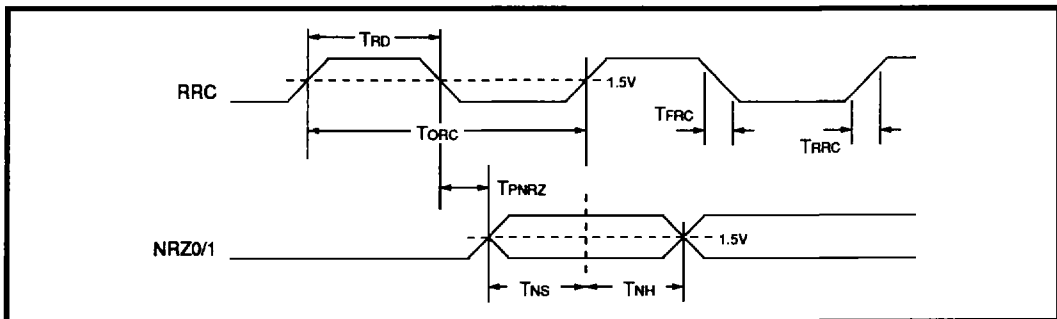 TRD
RRC
1.5V
TFRC
TORC
TRRC
TPNRZ
NRZ0/1
1.5V
TNS
TNH